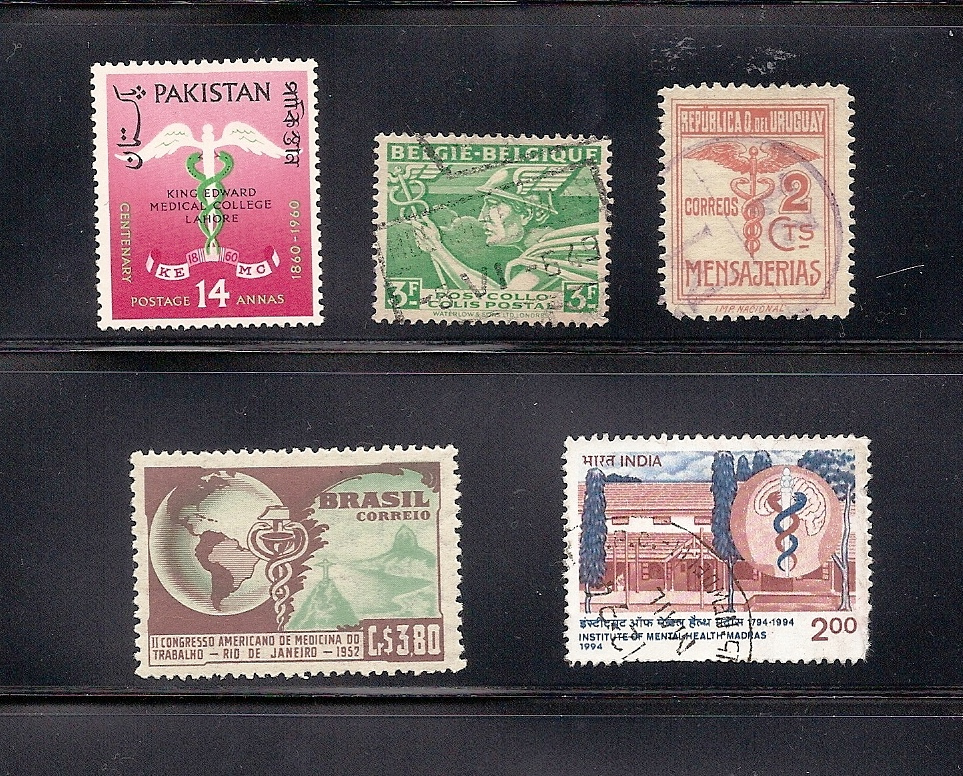 پاکستان
PAKISTAN
পাকিস্তান
KING EDWARD
MEDICAL COLLEGE
LAHORE
CENTENARY
1860-1960
18 60
KE MC
POSTAGE 14 ANNAS
BELGIË-BELGIQUE
3F POSTCOLLO 3F
COLIS POSTAL
WATERLOW & SONS LTD. LONDRES
REPUBLICA O. DEL URUGUAY
CORREOS 2
CTS
MENSAJERIAS
IMP. NACIONAL
BRASIL
CORREIO
II CONGRESSO AMERICANO DE MEDICINA DO
TRABALHO — RIO DE JANEIRO — 1952
Cr$3,80
भारत INDIA
इंस्टीट्यूट ऑफ मेन्टल हैल्थ मद्रास 1794-1994
INSTITUTE OF MENTAL HEALTH MADRAS
1994
2.00